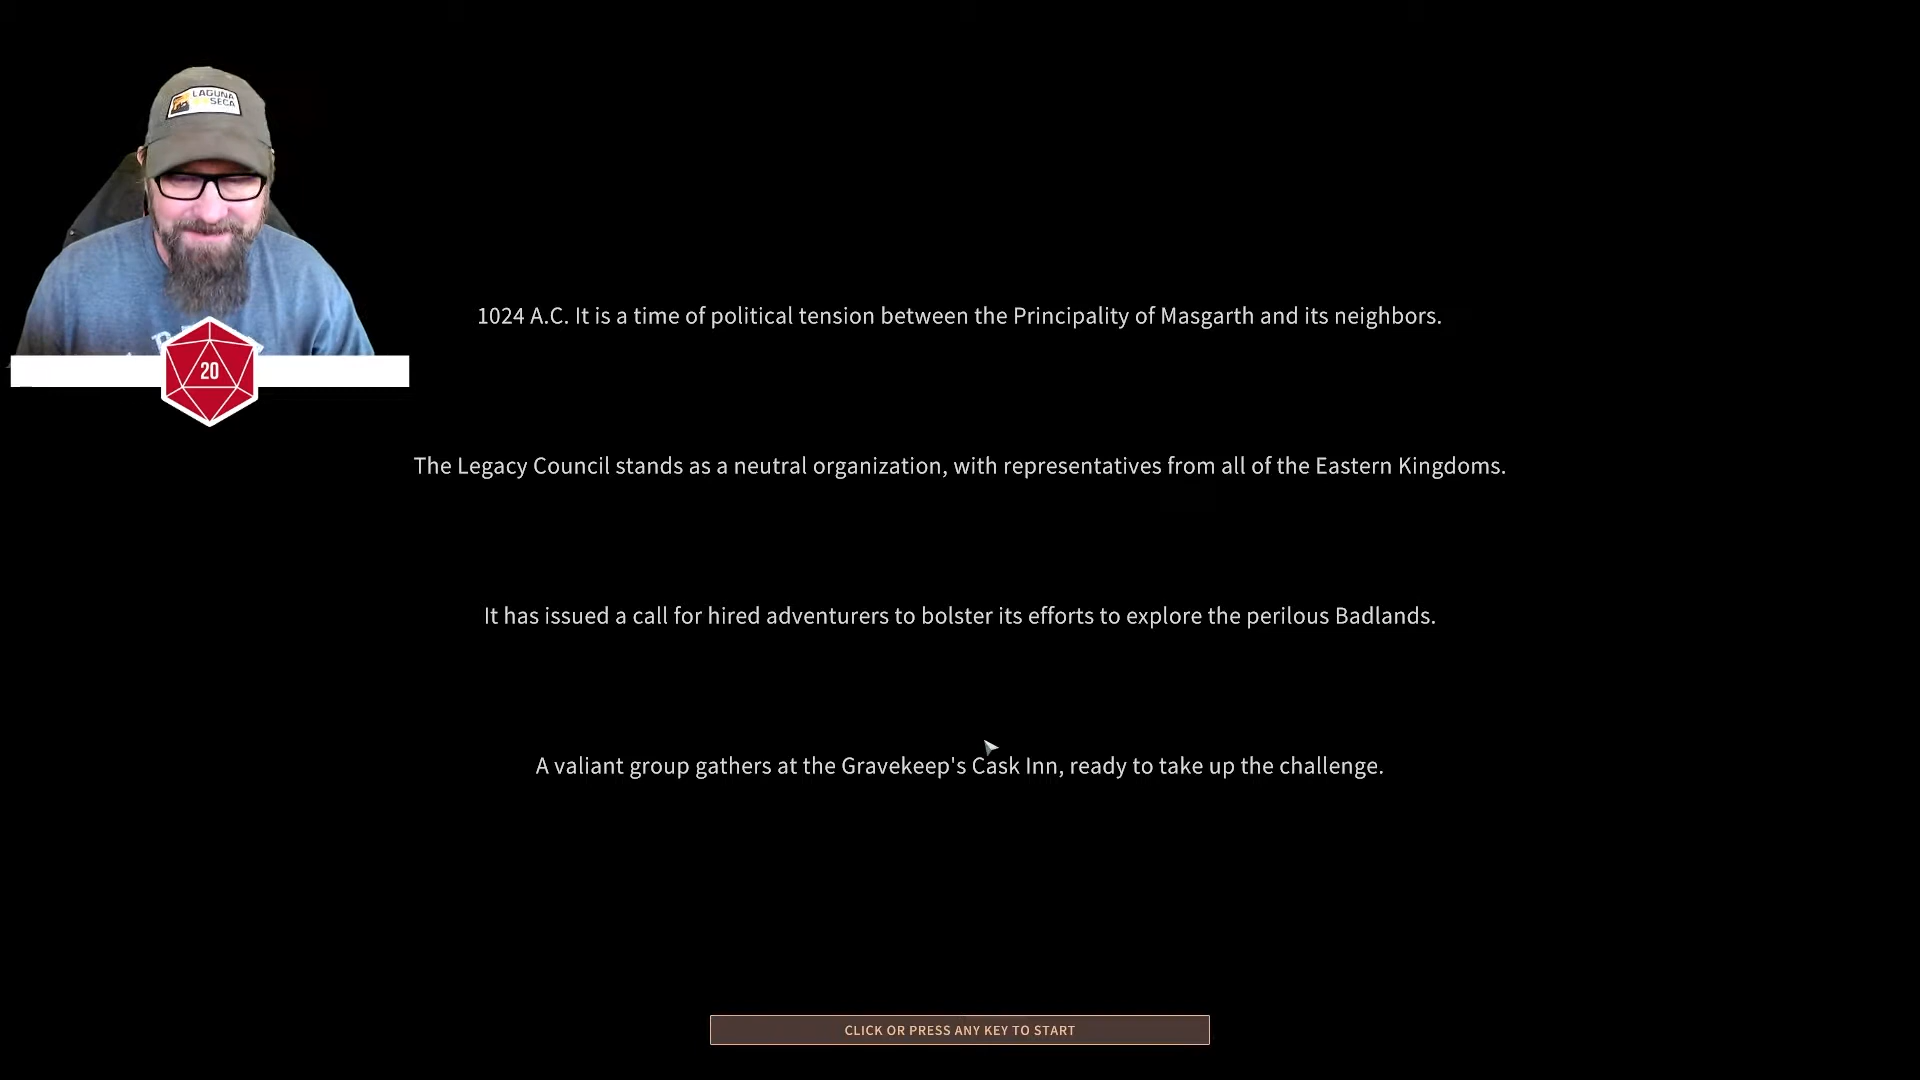 LAGUNA
SECA
20
1024 A.C. It is a time of political tension between the Principality of Masgarth and its neighbors.
The Legacy Council stands as a neutral organization, with representatives from all of the Eastern Kingdoms.
It has issued a call for hired adventurers to bolster its efforts to explore the perilous Badlands.
A valiant group gathers at the Gravekeep's Cask Inn, ready to take up the challenge.
CLICK OR PRESS ANY KEY TO START